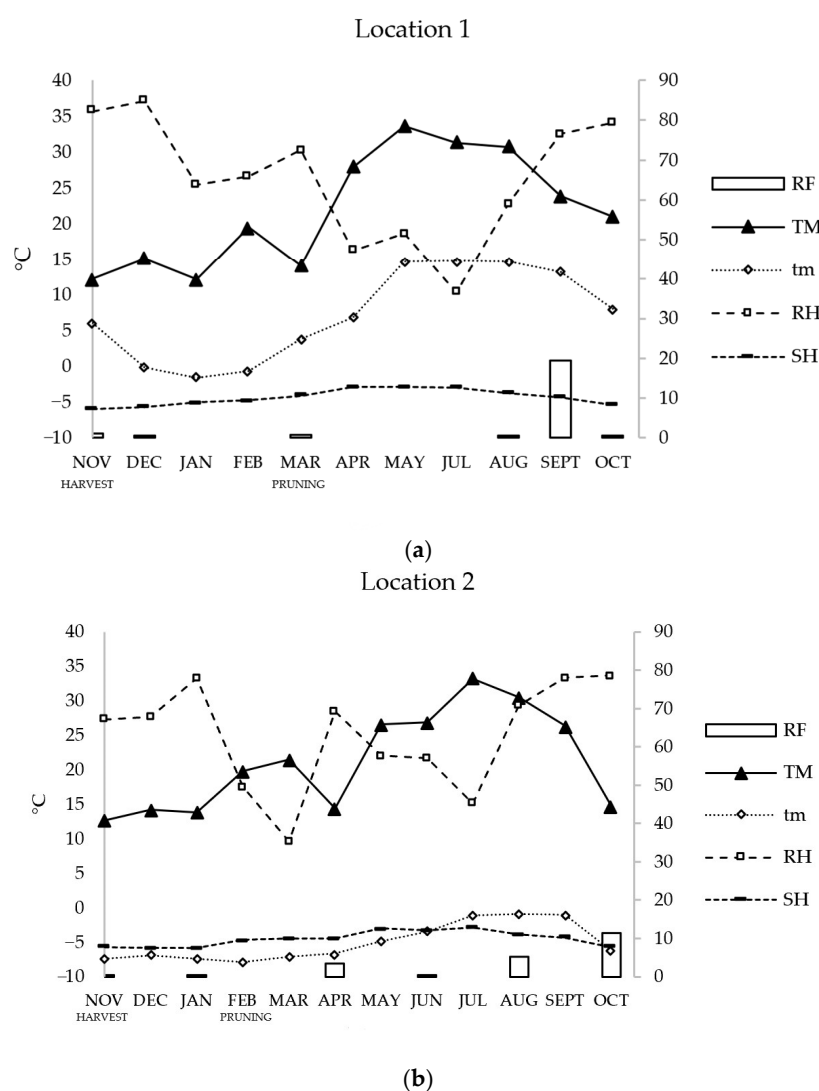 Location 1
40
35
30
25
20
15
10
5
0
−5
−10
°C
90
80
70
60
50
40
30
20
10
0
NOV DEC JAN FEB MAR APR MAY JUL AUG SEPT OCT
HARVEST PRUNING
RF
TM
tm
RH
SH
(a)
Location 2
40
35
30
25
20
15
10
5
0
−5
−10
°C
90
80
70
60
50
40
30
20
10
0
NOV DEC JAN FEB MAR APR MAY JUN JUL AUG SEPT OCT
HARVEST PRUNING
RF
TM
tm
RH
SH
(b)